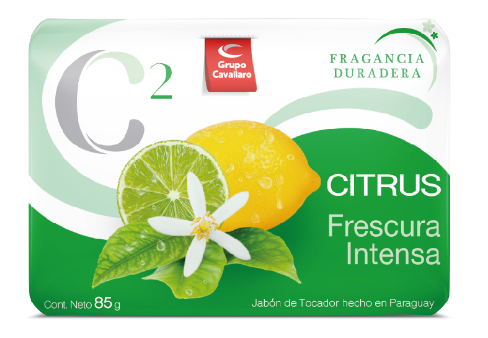 C²
Grupo
Cavallaro
FRAGANCIA
DURADERA
CITRUS
Frescura
Intensa
Cont. Neto 85 g
Jabón de Tocador hecho en Paraguay